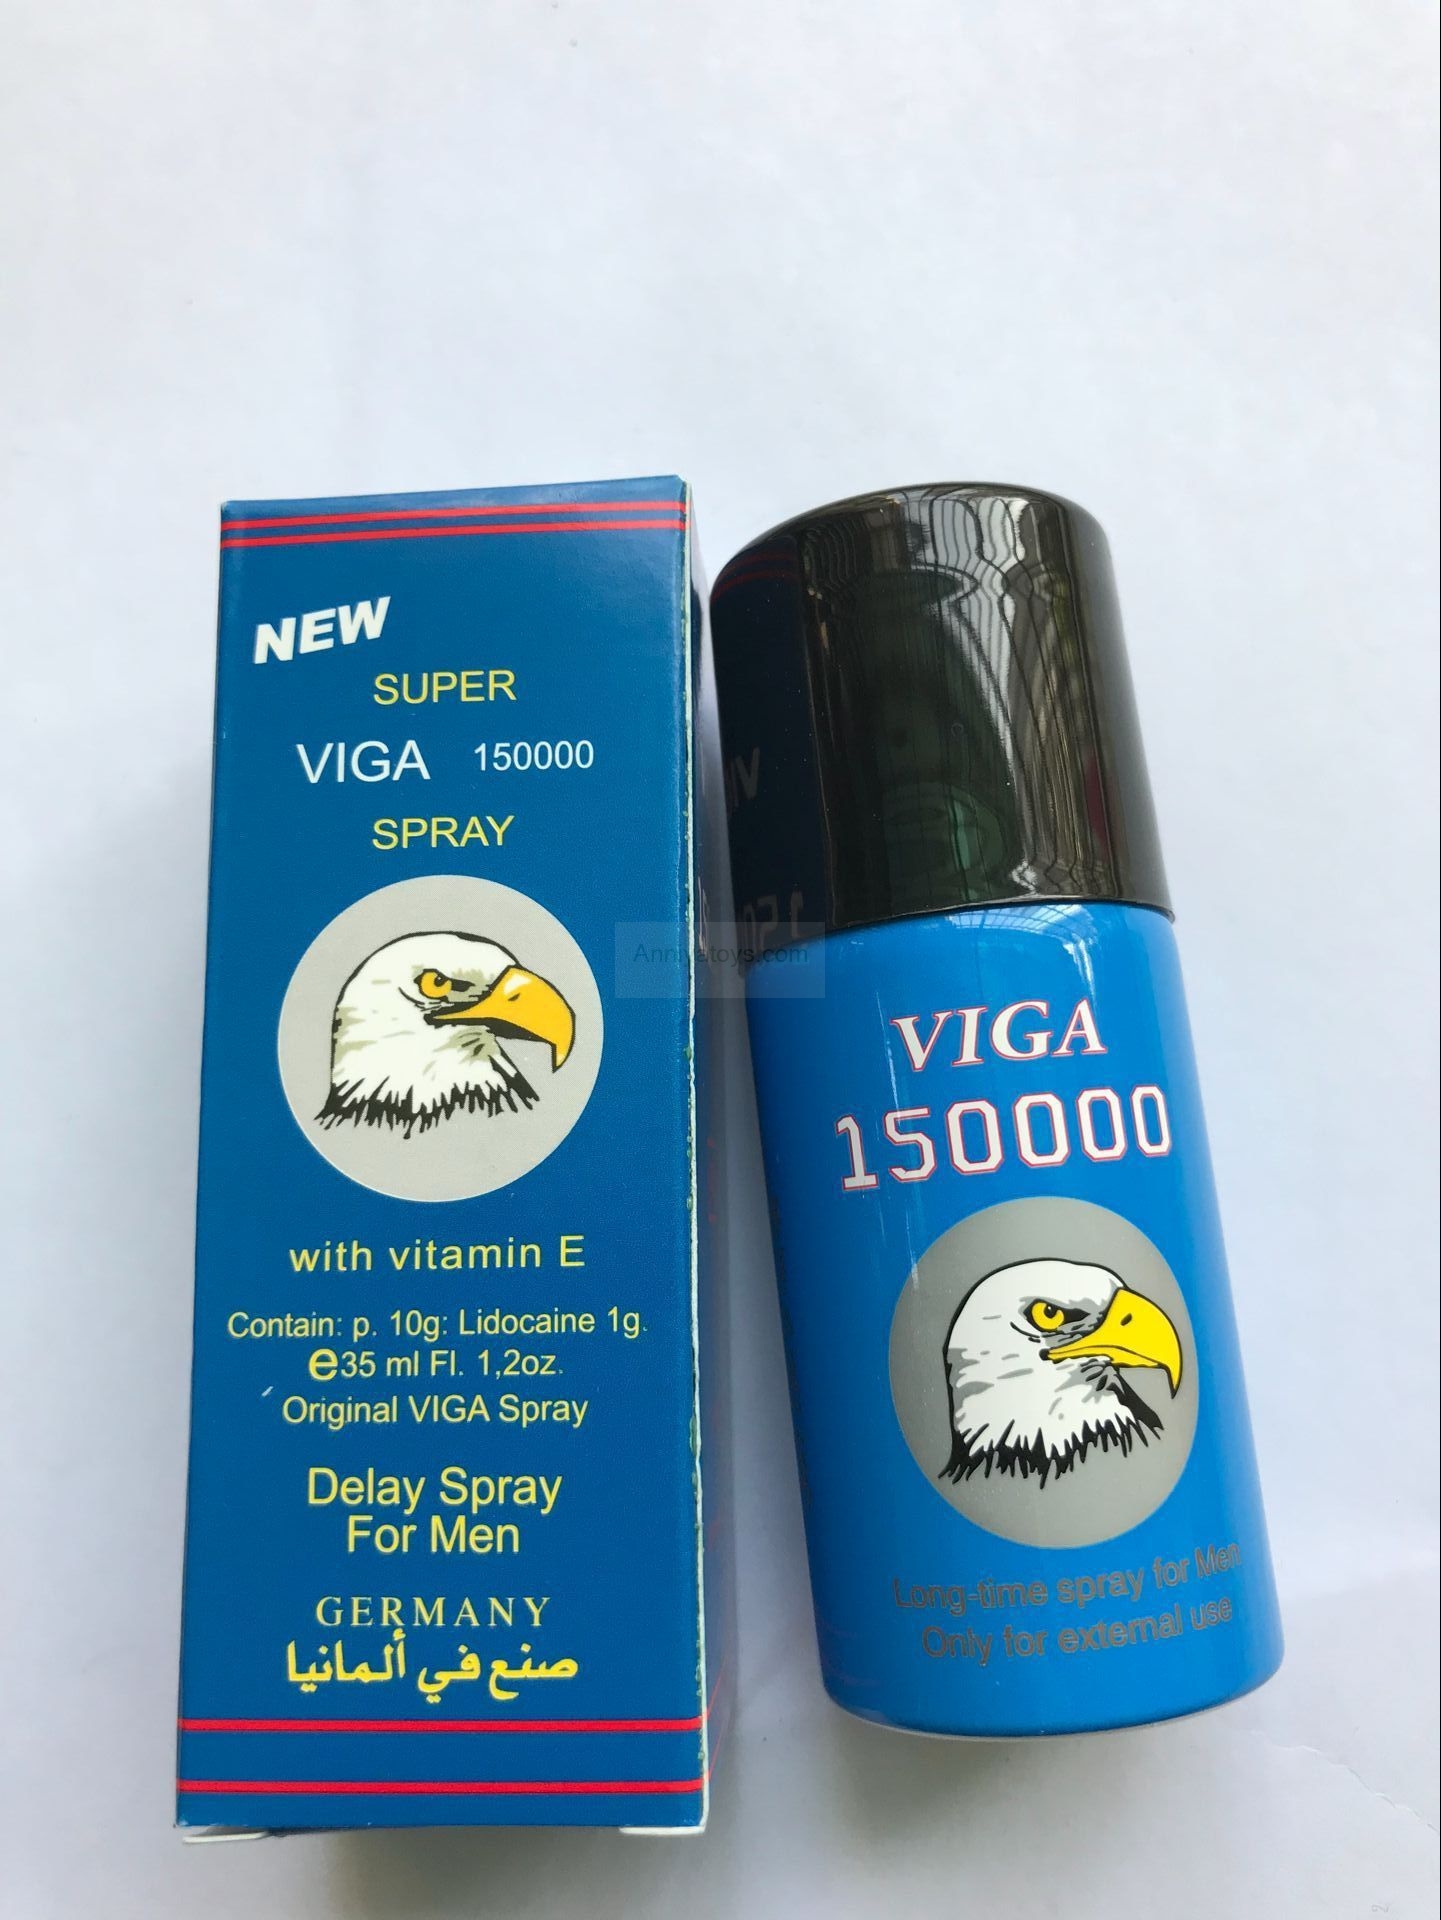 NEW
SUPER
VIGA 150000
SPRAY
with vitamin E
Contain: p. 10g: Lidocaine 1g.
e35 ml Fl. 1,2oz.
Original VIGA Spray
Delay Spray
For Men
GERMANY
صنع في ألمانيا
Anniyatoys.com
VIGA
150000
Long-time spray for Men
Only for external use